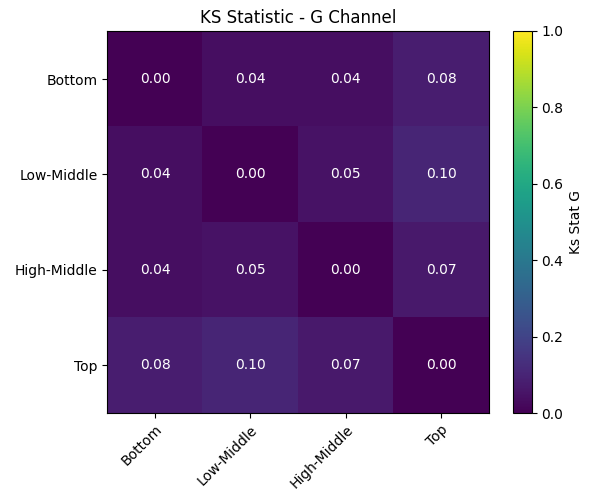 KS Statistic - G Channel
Bottom 0.00 0.04 0.04 0.08
Low-Middle 0.04 0.00 0.05 0.10
High-Middle 0.04 0.05 0.00 0.07
Top 0.08 0.10 0.07 0.00
Bottom Low-Middle High-Middle Top
1.0
0.8
0.6
0.4
0.2
0.0
Ks Stat G